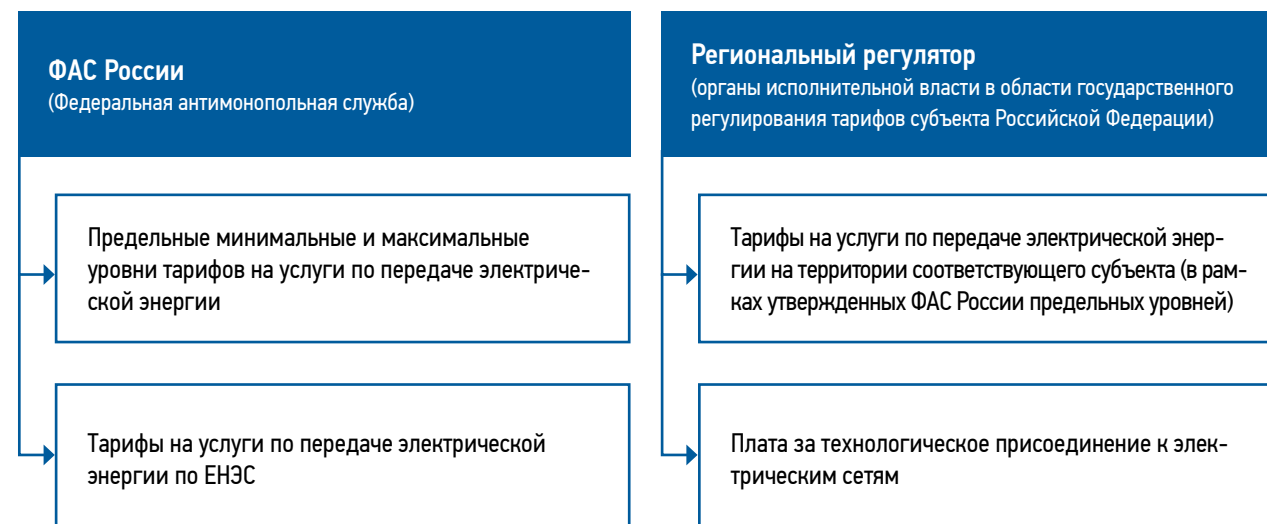 ФАС России
(Федеральная антимонопольная служба)
Предельные минимальные и максимальные
уровни тарифов на услуги по передаче электриче-
ской энергии
Тарифы на услуги по передаче электрической
энергии по ЕНЭС
Региональный регулятор
(органы исполнительной власти в области государственного
регулирования тарифов субъекта Российской Федерации)
Тарифы на услуги по передаче электрической энер-
гии на территории соответствующего субъекта (в рам-
ках утвержденных ФАС России предельных уровней)
Плата за технологическое присоединение к элек-
трическим сетям